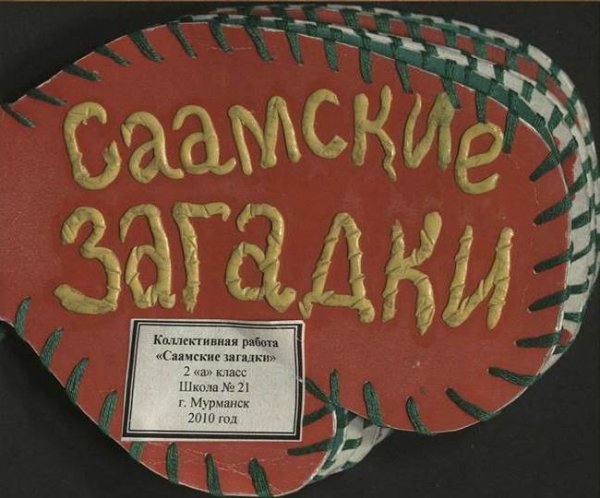 Саамские
ЗАГАДКИ
Коллективная работа
«Саамские загадки»
2 «а» класс
Школа № 21
г. Мурманск
2010 год